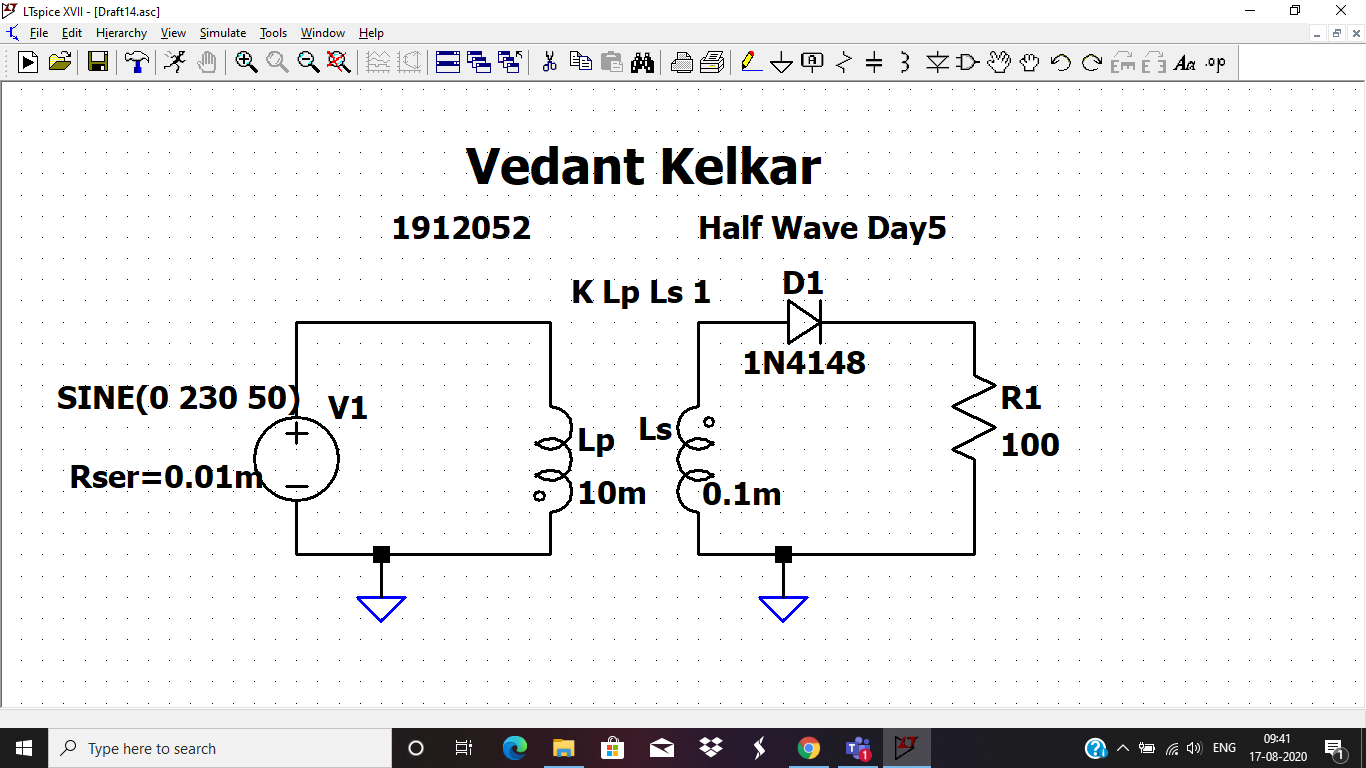 LTspice XVII - [Draft14.asc]
File Edit Hierarchy View Simulate Tools Window Help
Vedant Kelkar
1912052 Half Wave Day5
K Lp Ls 1 D1
1N4148
SINE(0 230 50) V1 Lp Ls R1
Rser=0.01m 10m 0.1m 100
Type here to search
ENG 09:41
17-08-2020